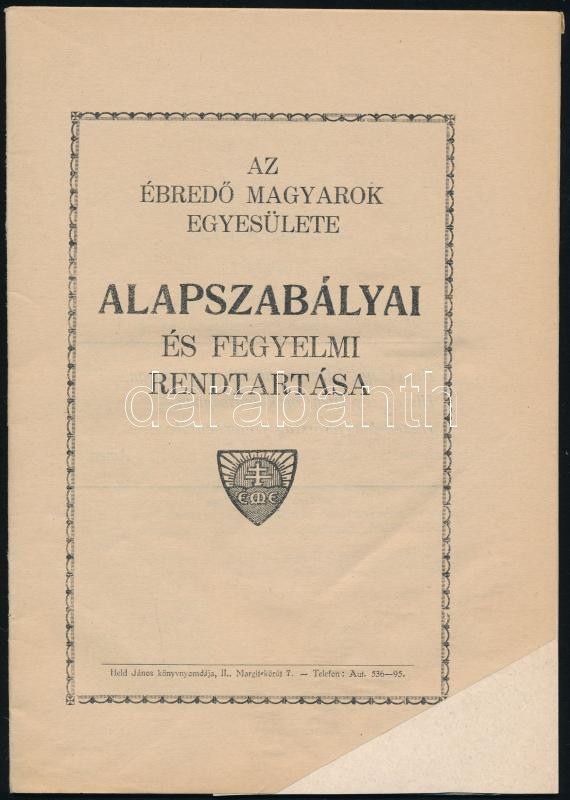 AZ
ÉBREDŐ MAGYAROK
EGYESÜLETE
ALAPSZABÁLYAI
ÉS FEGYELMI
RENDTARTÁSA
darabanth
EME
Held János könyvnyomdája, II., Margit-körút 7. — Telefon: Aut. 536—95.